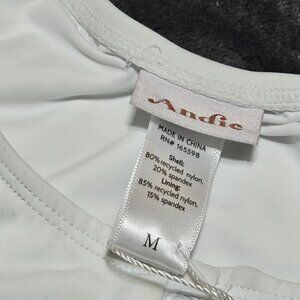 Andie
MADE IN CHINA
RN# 165598
Shell:
80% recycled nylon,
20% spandex
Lining:
85% recycled nylon,
15% spandex
M